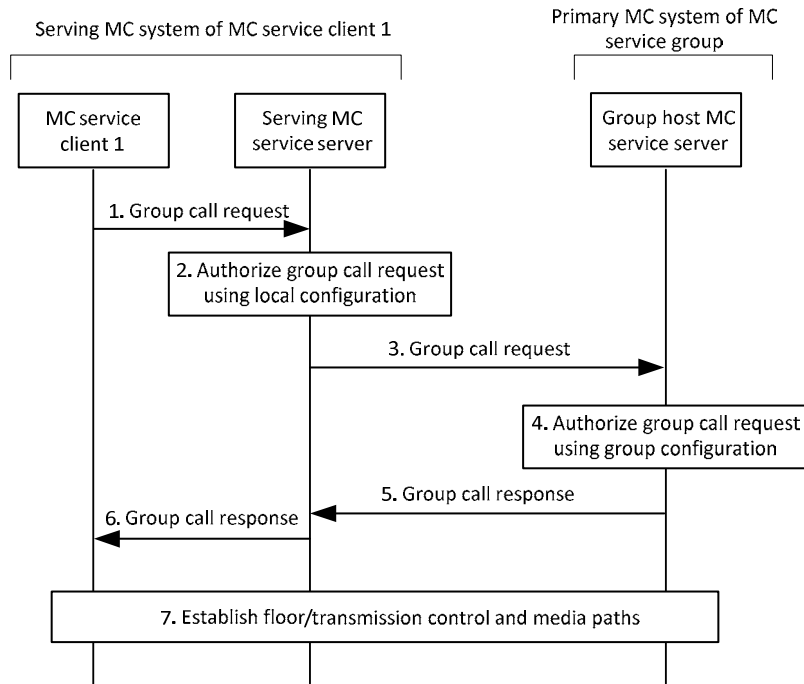 Serving MC system of MC service client 1
Primary MC system of MC
service group
MC service
client 1
Serving MC
service server
Group host MC
service server
1. Group call request
2. Authorize group call request
using local configuration
3. Group call request
4. Authorize group call request
using group configuration
5. Group call response
6. Group call response
7. Establish floor/transmission control and media paths